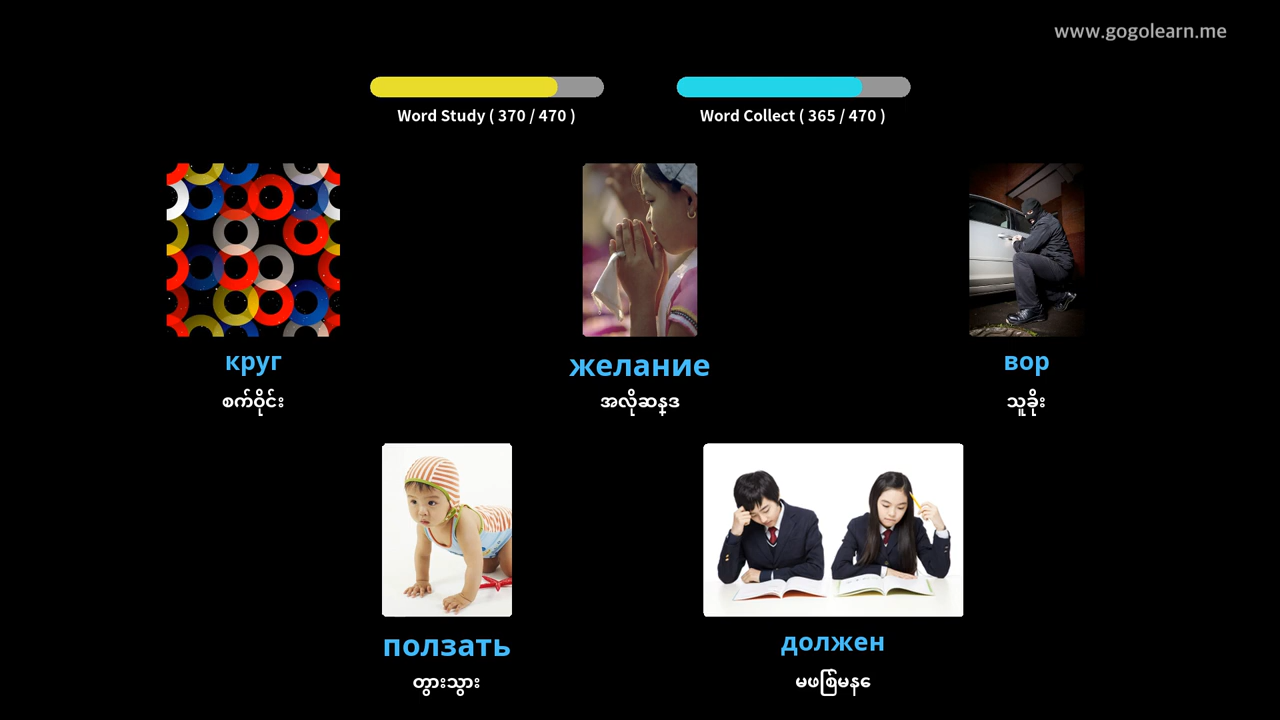 www.gogolearn.me
Word Study ( 370 / 470 )
Word Collect ( 365 / 470 )
круг
желание
вор
စက်ဝိုင်း
အလိုဆန္ဒ
သူခိုး
ползать
должен
တွားသွား
မဖြစ်မနေ